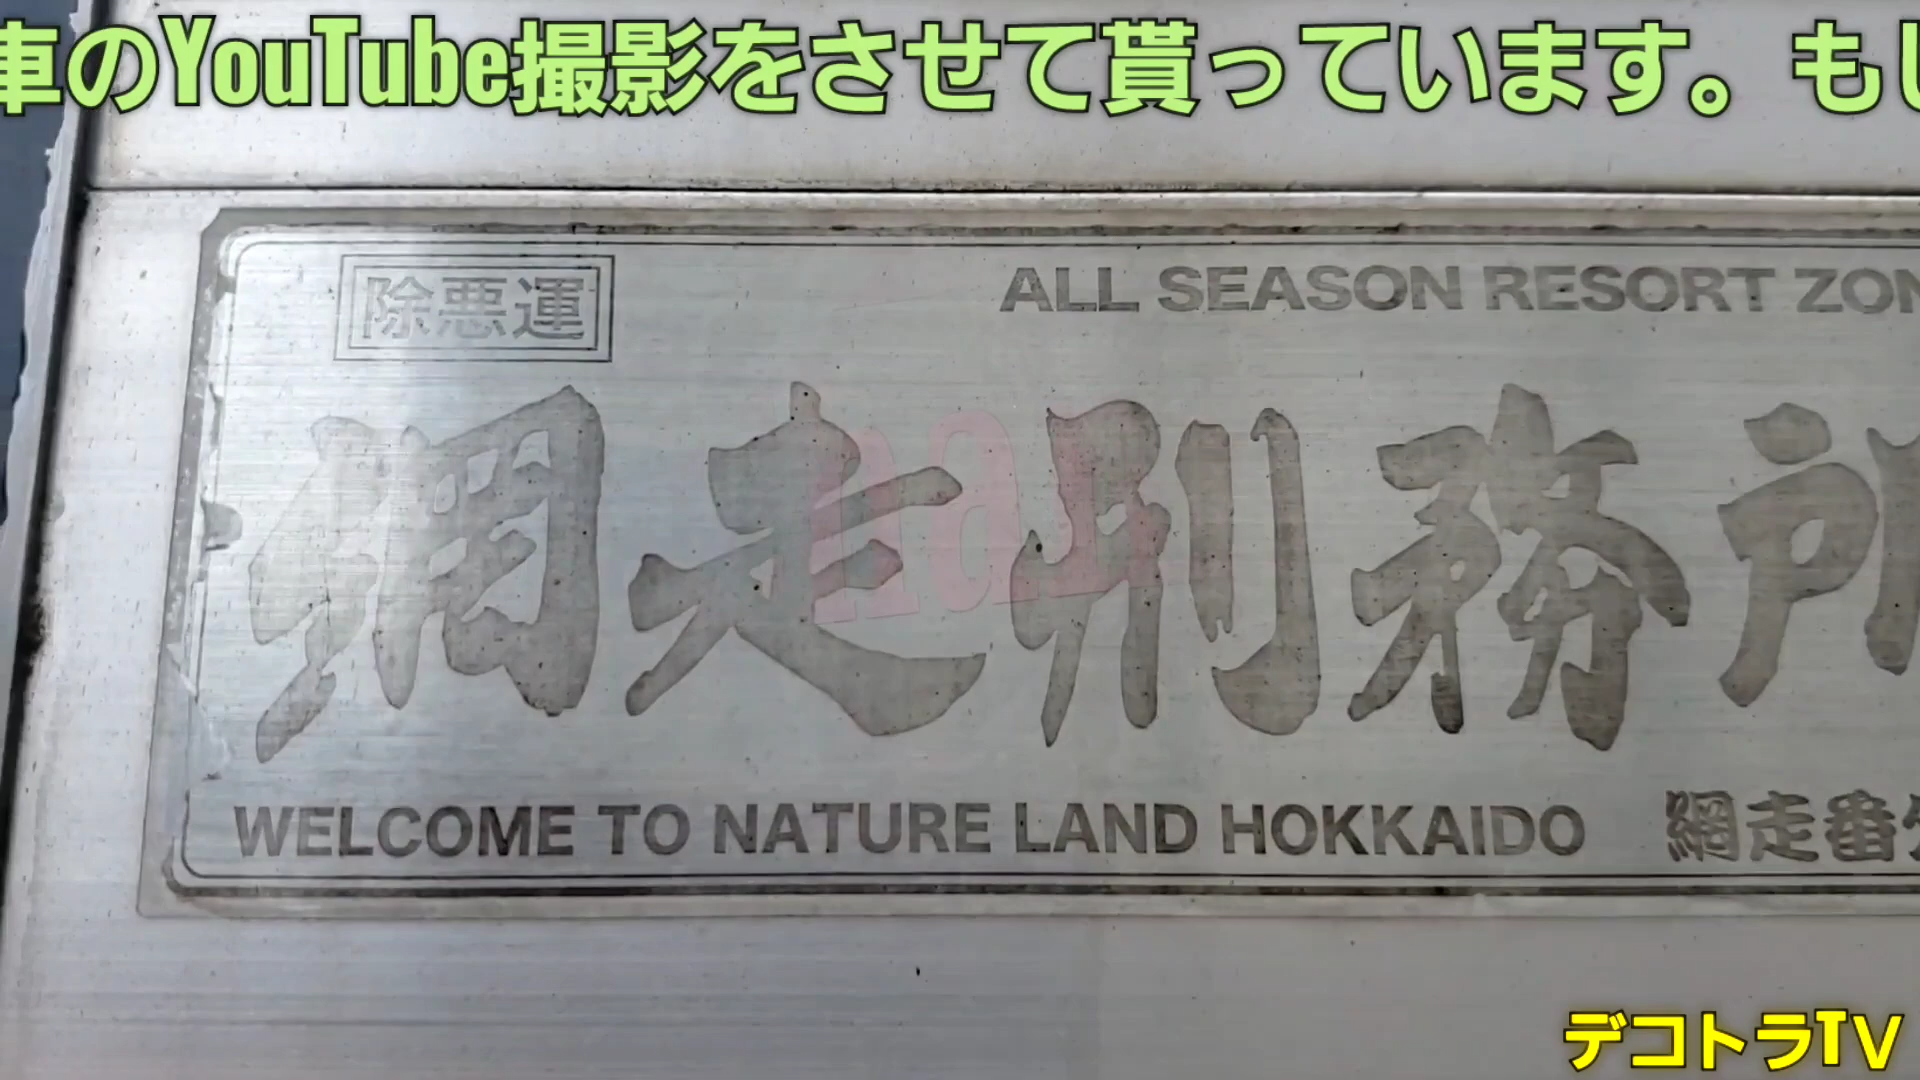 車のYouTube撮影をさせて貰っています。もし
除悪運
ALL SEASON RESORT ZON
網走刑務所
WELCOME TO NATURE LAND HOKKAIDO 網走番外
デコトラTV